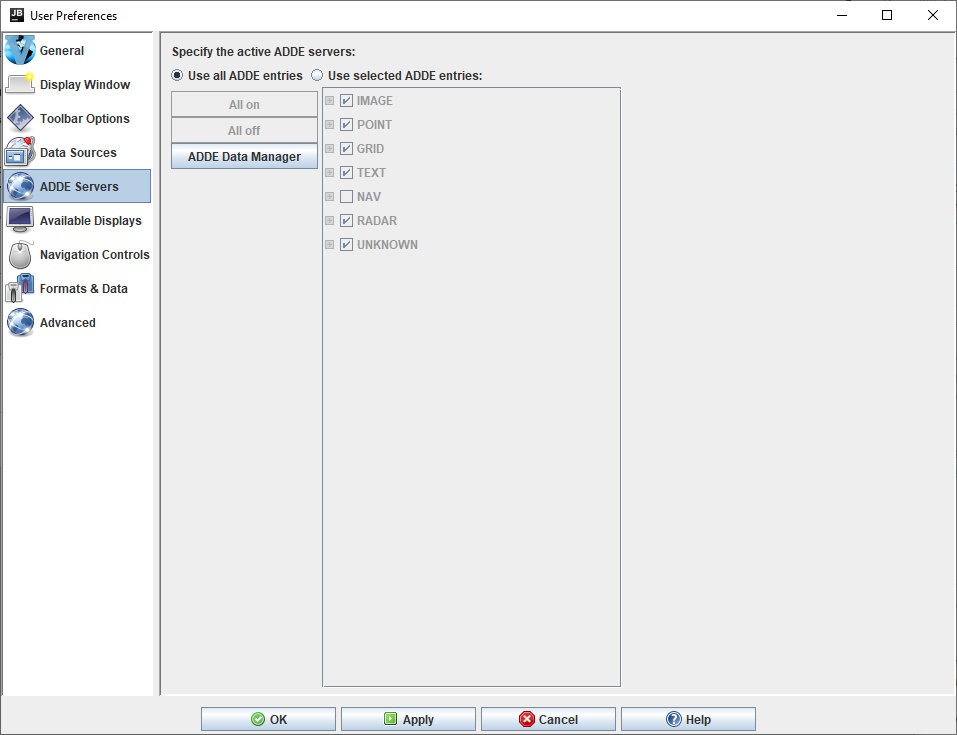 JB User Preferences
General
Display Window
Toolbar Options
Data Sources
ADDE Servers
Available Displays
Navigation Controls
Formats & Data
Advanced
Specify the active ADDE servers:
Use all ADDE entries Use selected ADDE entries:
All on
All off
ADDE Data Manager
IMAGE
POINT
GRID
TEXT
NAV
RADAR
UNKNOWN
OK Apply Cancel Help